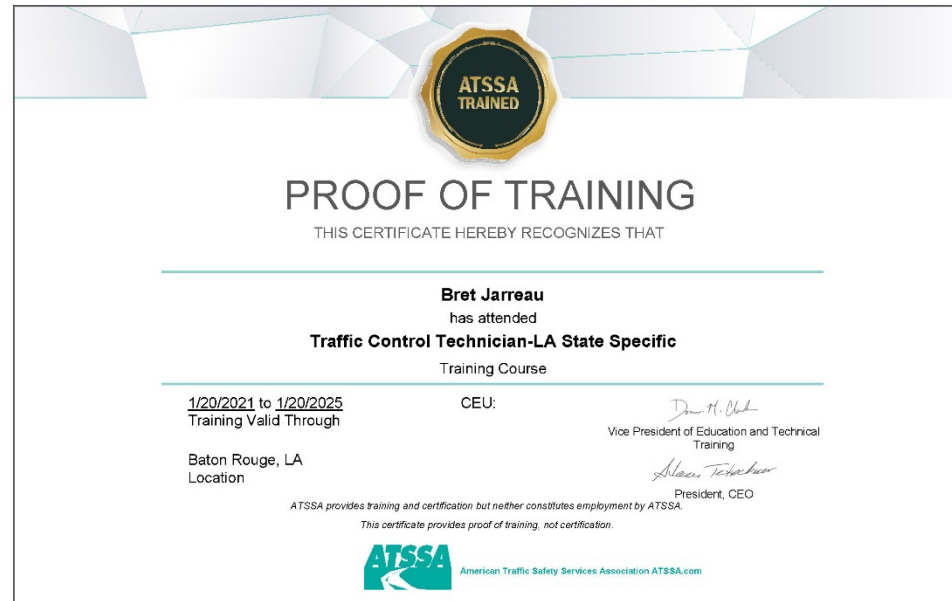 ATSSA
TRAINED
PROOF OF TRAINING
THIS CERTIFICATE HEREBY RECOGNIZES THAT
Bret Jarreau
has attended
Traffic Control Technician-LA State Specific
Training Course
1/20/2021 to 1/20/2025
Training Valid Through
CEU:
Vice President of Education and Technical
Training
Baton Rouge, LA
Location
President, CEO
ATSSA provides training and certification but neither constitutes employment by ATSSA.
This certificate provides proof of training, not certification.
ATSSA
American Traffic Safety Services Association ATSSA.com